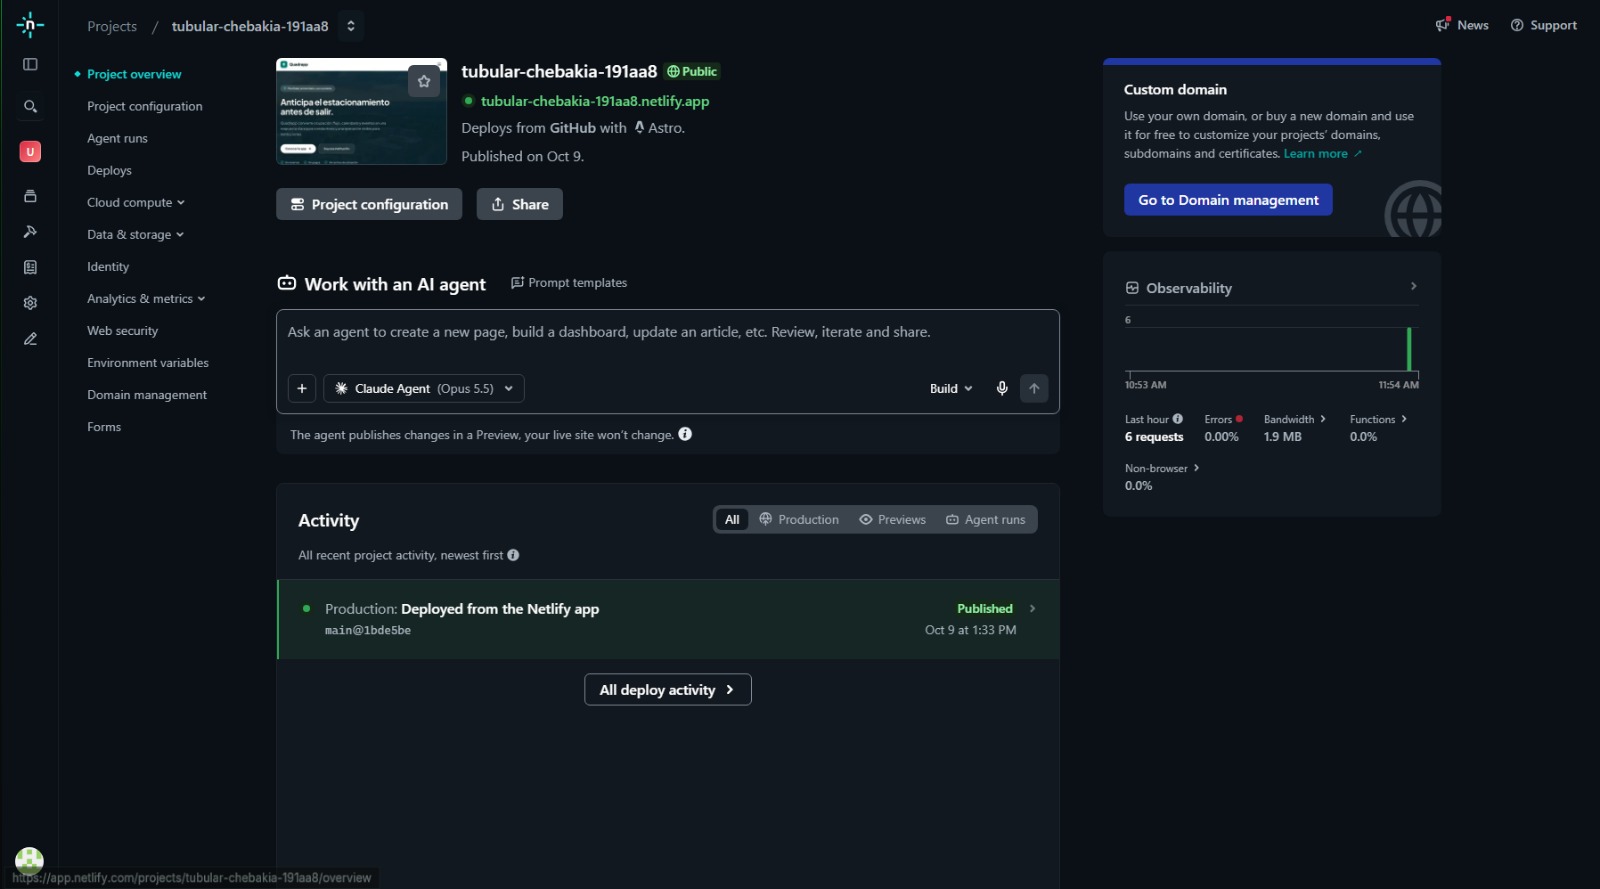 Projects / tubular-chebakia-191aa8
News
Support
Project overview
Project configuration
Agent runs
Deploys
Cloud compute
Data & storage
Identity
Analytics & metrics
Web security
Environment variables
Domain management
Forms
U
Anticipa el estacionamiento
antes de salir.
tubular-chebakia-191aa8 Public
tubular-chebakia-191aa8.netlify.app
Deploys from GitHub with Astro.
Published on Oct 9.
Project configuration
Share
Work with an AI agent
Prompt templates
Ask an agent to create a new page, build a dashboard, update an article, etc. Review, iterate and share.
Claude Agent (Opus 5.5)
Build
The agent publishes changes in a Preview, your live site won’t change.
Activity
All Production Previews Agent runs
All recent project activity, newest first
Production: Deployed from the Netlify app
Published
main@1bde5be
Oct 9 at 1:33 PM
All deploy activity
Custom domain
Use your own domain, or buy a new domain and use
it for free to customize your projects’ domains,
subdomains and certificates. Learn more
Go to Domain management
Observability
6
10:53 AM 11:54 AM
Last hour Errors Bandwidth Functions
6 requests 0.00% 1.9 MB 0.0%
Non-browser
0.0%
https://app.netlify.com/projects/tubular-chebakia-191aa8/overview